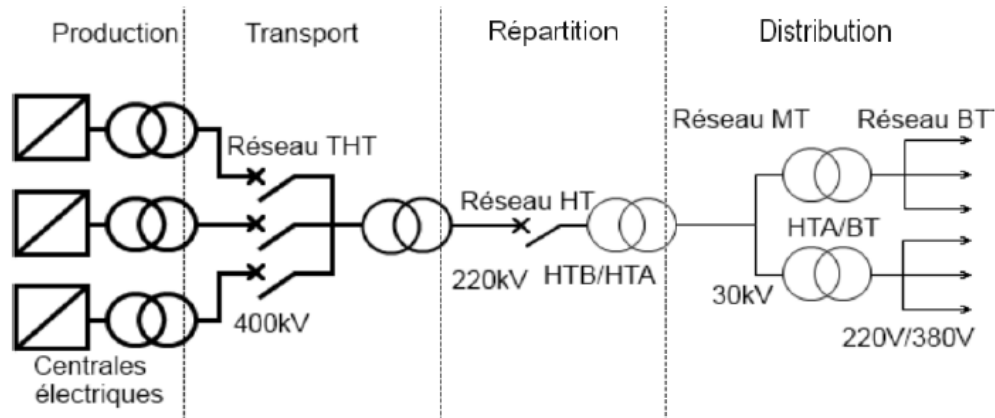 Production
Transport
Répartition
Distribution
Réseau THT
Réseau MT
Réseau BT
Réseau HT
HTA/BT
220kV
HTB/HTA
30kV
400kV
220V/380V
Centrales
électriques